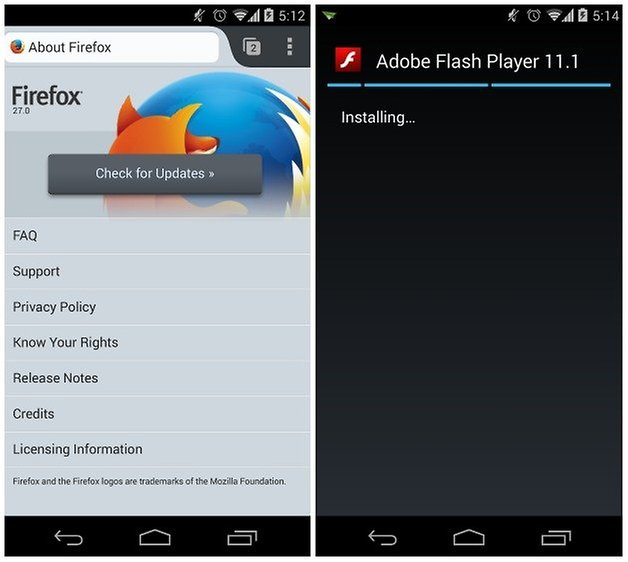 5:12
About Firefox
2
Firefox
27.0
Check for Updates »
FAQ
Support
Privacy Policy
Know Your Rights
Release Notes
Credits
Licensing Information
Firefox and the Firefox logos are trademarks of the Mozilla Foundation.
5:14
Adobe Flash Player 11.1
Installing...